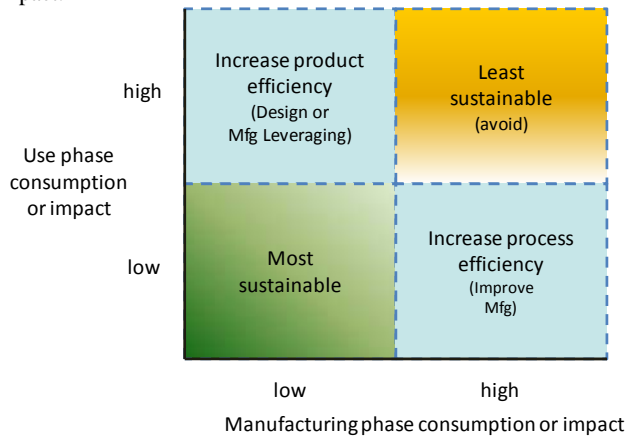 Increase product
efficiency
(Design or
Mfg Leveraging)
Least
sustainable
(avoid)
high
Use phase
consumption
or impact
low
Most
sustainable
Increase process
efficiency
(Improve
Mfg)
low
high
Manufacturing phase consumption or impact